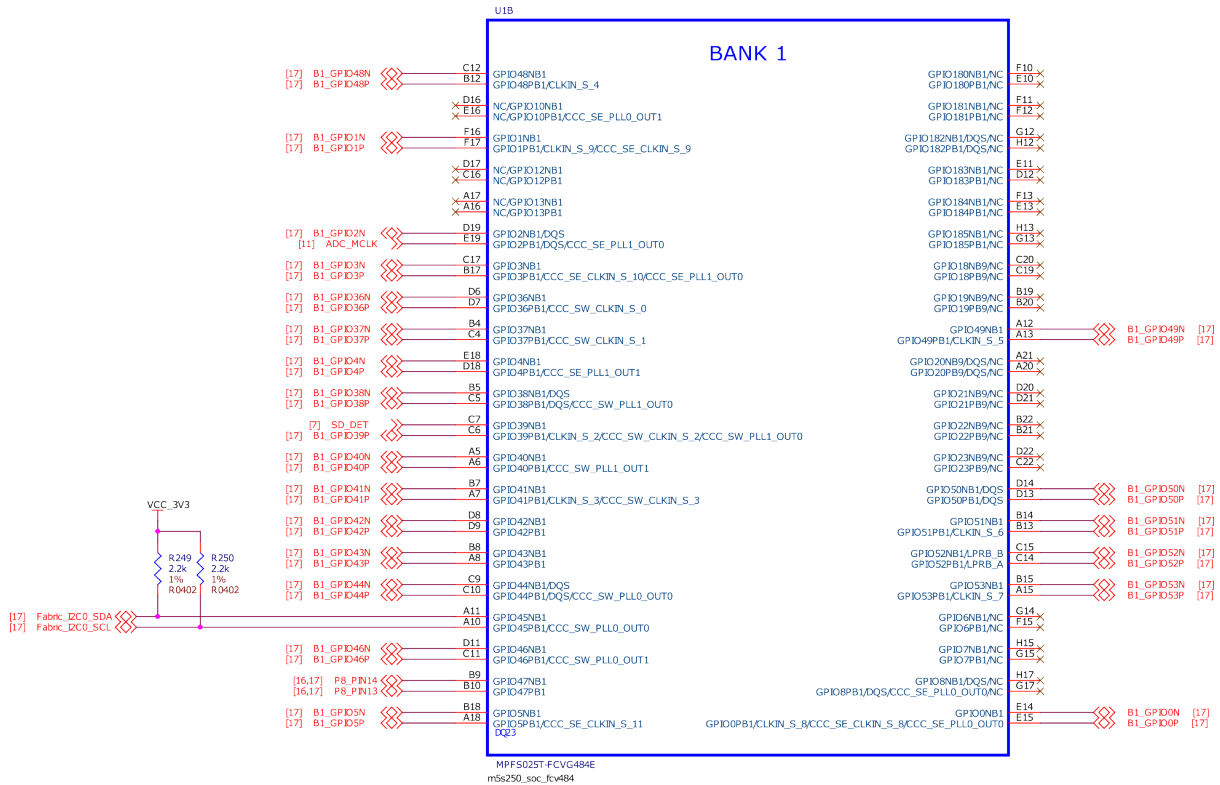 U1B
BANK 1
[17] B1_GPIO48N C12 GPIO48NB1
[17] B1_GPIO48P B12 GPIO48PB1/CLKIN_S_4
D16 NC/GPIO10NB1
E16 NC/GPIO10PB1/CCC_SE_PLL0_OUT1
[17] B1_GPIO1N F16 GPIO1NB1
[17] B1_GPIO1P F17 GPIO1PB1/CLKIN_S_9/CCC_SE_CLKIN_S_9
D17 NC/GPIO12NB1
C16 NC/GPIO12PB1
A17 NC/GPIO13NB1
A16 NC/GPIO13PB1
[17] B1_GPIO2N D19 GPIO2NB1/DQS
[11] ADC_MCLK E19 GPIO2PB1/DQS/CCC_SE_PLL1_OUT0
[17] B1_GPIO3N C17 GPIO3NB1
[17] B1_GPIO3P B17 GPIO3PB1/CCC_SE_CLKIN_S_10/CCC_SE_PLL1_OUT0
[17] B1_GPIO36N D6 GPIO36NB1
[17] B1_GPIO36P D7 GPIO36PB1/CCC_SW_CLKIN_S_0
[17] B1_GPIO37N B4 GPIO37NB1
[17] B1_GPIO37P C4 GPIO37PB1/CCC_SW_CLKIN_S_1
[17] B1_GPIO4N E18 GPIO4NB1
[17] B1_GPIO4P D18 GPIO4PB1/CCC_SE_PLL1_OUT1
[17] B1_GPIO38N B5 GPIO38NB1/DQS
[17] B1_GPIO38P C5 GPIO38PB1/DQS/CCC_SW_PLL1_OUT0
[7] SD_DET C7 GPIO39NB1
[17] B1_GPIO39P C6 GPIO39PB1/CLKIN_S_2/CCC_SW_CLKIN_S_2/CCC_SW_PLL1_OUT0
[17] B1_GPIO40N A5 GPIO40NB1
[17] B1_GPIO40P A6 GPIO40PB1/CCC_SW_PLL1_OUT1
[17] B1_GPIO41N B7 GPIO41NB1
[17] B1_GPIO41P A7 GPIO41PB1/CLKIN_S_3/CCC_SW_CLKIN_S_3
[17] B1_GPIO42N D8 GPIO42NB1
[17] B1_GPIO42P D9 GPIO42PB1
[17] B1_GPIO43N B8 GPIO43NB1
[17] B1_GPIO43P A8 GPIO43PB1
[17] B1_GPIO44N C9 GPIO44NB1/DQS
[17] B1_GPIO44P C10 GPIO44PB1/DQS/CCC_SW_PLL0_OUT0
VCC_3V3
R249
2.2k
1%
R0402
R250
2.2k
1%
R0402
[17] Fabric_I2C0_SDA A11 GPIO45NB1
[17] Fabric_I2C0_SCL A10 GPIO45PB1/CCC_SW_PLL0_OUT0
[17] B1_GPIO46N D11 GPIO46NB1
[17] B1_GPIO46P C11 GPIO46PB1/CCC_SW_PLL0_OUT1
[16,17] P8_PIN14 B9 GPIO47NB1
[16,17] P8_PIN13 B10 GPIO47PB1
[17] B1_GPIO5N B18 GPIO5NB1
[17] B1_GPIO5P A18 GPIO5PB1/CCC_SE_CLKIN_S_11
DQ23
GPIO180NB1/NC F10
GPIO180PB1/NC E10
GPIO181NB1/NC F11
GPIO181PB1/NC F12
GPIO182NB1/DQS/NC G12
GPIO182PB1/DQS/NC H12
GPIO183NB1/NC E11
GPIO183PB1/NC D12
GPIO184NB1/NC F13
GPIO184PB1/NC E13
GPIO185NB1/NC H13
GPIO185PB1/NC G13
GPIO18NB9/NC C20
GPIO18PB9/NC C19
GPIO19NB9/NC B19
GPIO19PB9/NC B20
GPIO49NB1 A12 B1_GPIO49N [17]
GPIO49PB1/CLKIN_S_5 A13 B1_GPIO49P [17]
GPIO20NB9/DQS/NC A21
GPIO20PB9/DQS/NC A20
GPIO21NB9/NC D20
GPIO21PB9/NC D21
GPIO22NB9/NC B22
GPIO22PB9/NC B21
GPIO23NB9/NC D22
GPIO23PB9/NC C22
GPIO50NB1/DQS D14 B1_GPIO50N [17]
GPIO50PB1/DQS D13 B1_GPIO50P [17]
GPIO51NB1 B14 B1_GPIO51N [17]
GPIO51PB1/CLKIN_S_6 B13 B1_GPIO51P [17]
GPIO52NB1/LPRB_B C15 B1_GPIO52N [17]
GPIO52PB1/LPRB_A C14 B1_GPIO52P [17]
GPIO53NB1 B15 B1_GPIO53N [17]
GPIO53PB1/CLKIN_S_7 A15 B1_GPIO53P [17]
GPIO6NB1/NC G14
GPIO6PB1/NC F15
GPIO7NB1/NC H15
GPIO7PB1/NC G15
GPIO8NB1/DQS/NC H17
GPIO8PB1/DQS/CCC_SE_PLL0_OUT0/NC G17
GPIO0NB1 E14 B1_GPIO0N [17]
GPIO0PB1/CLKIN_S_8/CCC_SE_CLKIN_S_8/CCC_SE_PLL0_OUT0 E15 B1_GPIO0P [17]
MPFS025T-FCVG484E
m5s250_soc_fcv484